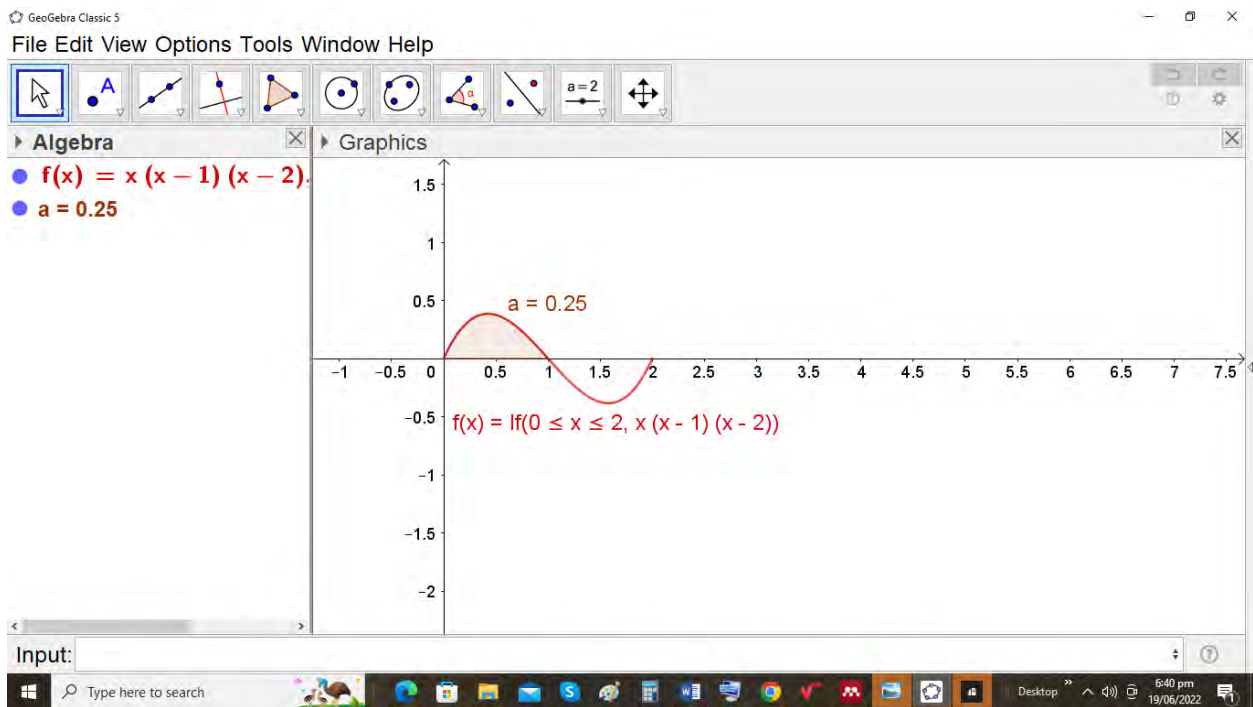 GeoGebra Classic 5
File Edit View Options Tools Window Help
A
α
a=2
Algebra
Graphics
f(x) = x (x − 1) (x − 2)
a = 0.25
1.5
1
0.5
a = 0.25
−1 −0.5 0 0.5 1 1.5 2 2.5 3 3.5 4 4.5 5 5.5 6 6.5 7 7.5
−0.5
f(x) = If(0 ≤ x ≤ 2, x (x - 1) (x - 2))
−1
−1.5
−2
Input:
Type here to search
Desktop
6:40 pm
19/06/2022